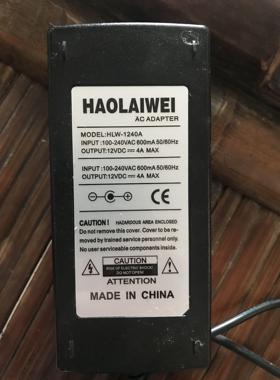 HAOLAIWEI
AC ADAPTER
MODEL:HLW-1240A
INPUT:100-240VAC 600mA 50/60Hz
OUTPUT:12VDC ⎓ 4A MAX
INPUT:100-240VAC 600mA 50/60Hz
OUTPUT:12VDC ⎓ 4A MAX
CAUTION! HAZARDOUS AREA ENCLOSED
Do not remove this cover. Cover to be re-
moved by trained service personnel only.
No user serviceable components inside.
CAUTION
RISK OF ELECTRIC SHOCK!
DO NOT OPEN!
ATTENTION
MADE IN CHINA